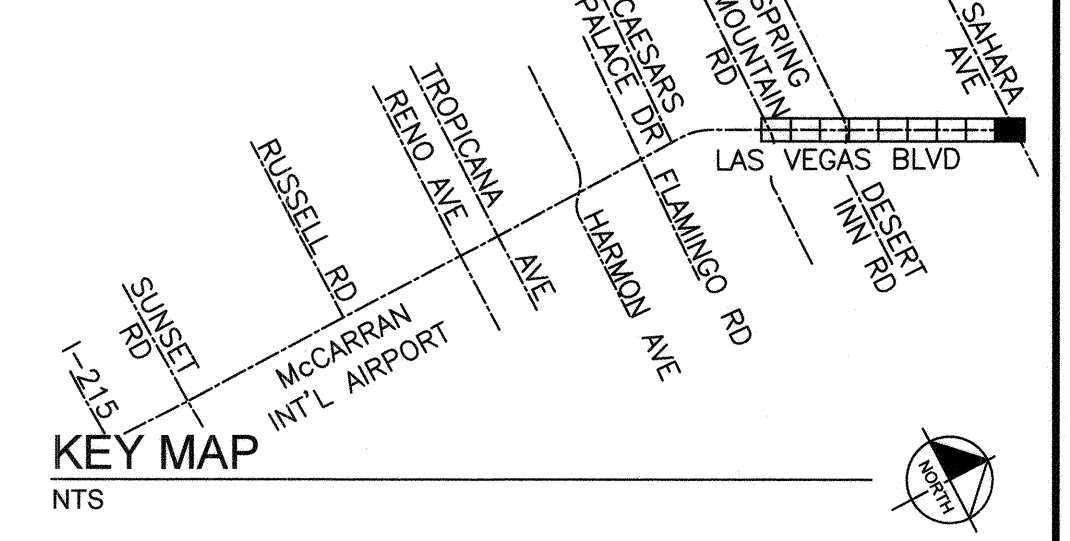 CAESARS
PALACE DR
SPRING
MOUNTAIN
RD
SAHARA
AVE
TROPICANA
AVE
RENO AVE
RUSSELL RD
LAS VEGAS BLVD
FLAMINGO RD
DESERT
INN RD
HARMON AVE
SUNSET
RD
McCARRAN
INT'L AIRPORT
I-215
KEY MAP
NTS
NORTH